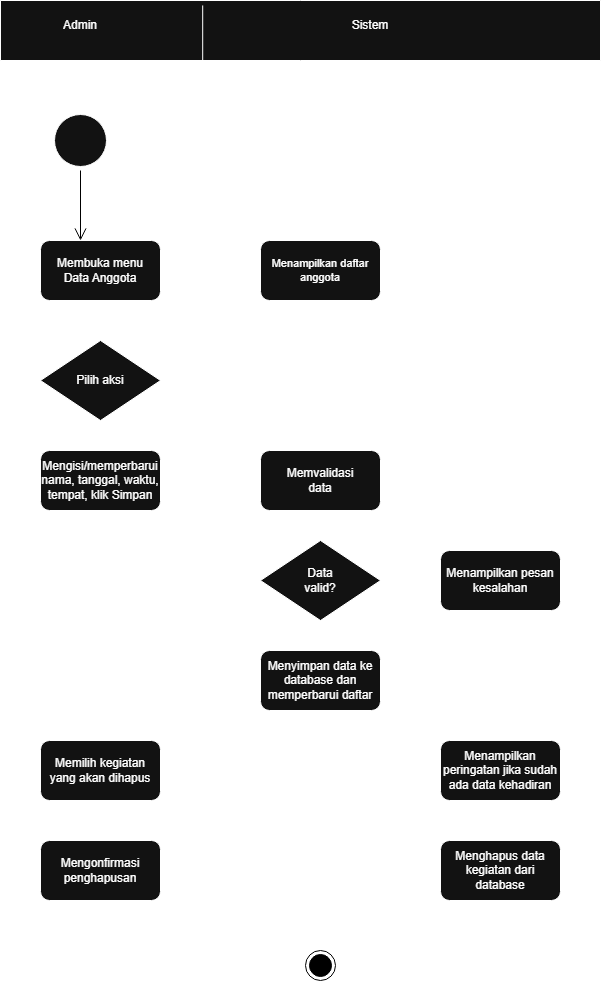 Admin
Sistem
Membuka menu
Data Anggota
Menampilkan daftar
anggota
Pilih aksi
Mengisi/memperbarui
nama, tanggal, waktu,
tempat, klik Simpan
Memvalidasi
data
Data
valid?
Menampilkan pesan
kesalahan
Menyimpan data ke
database dan
memperbarui daftar
Memilih kegiatan
yang akan dihapus
Menampilkan
peringatan jika sudah
ada data kehadiran
Mengonfirmasi
penghapusan
Menghapus data
kegiatan dari
database